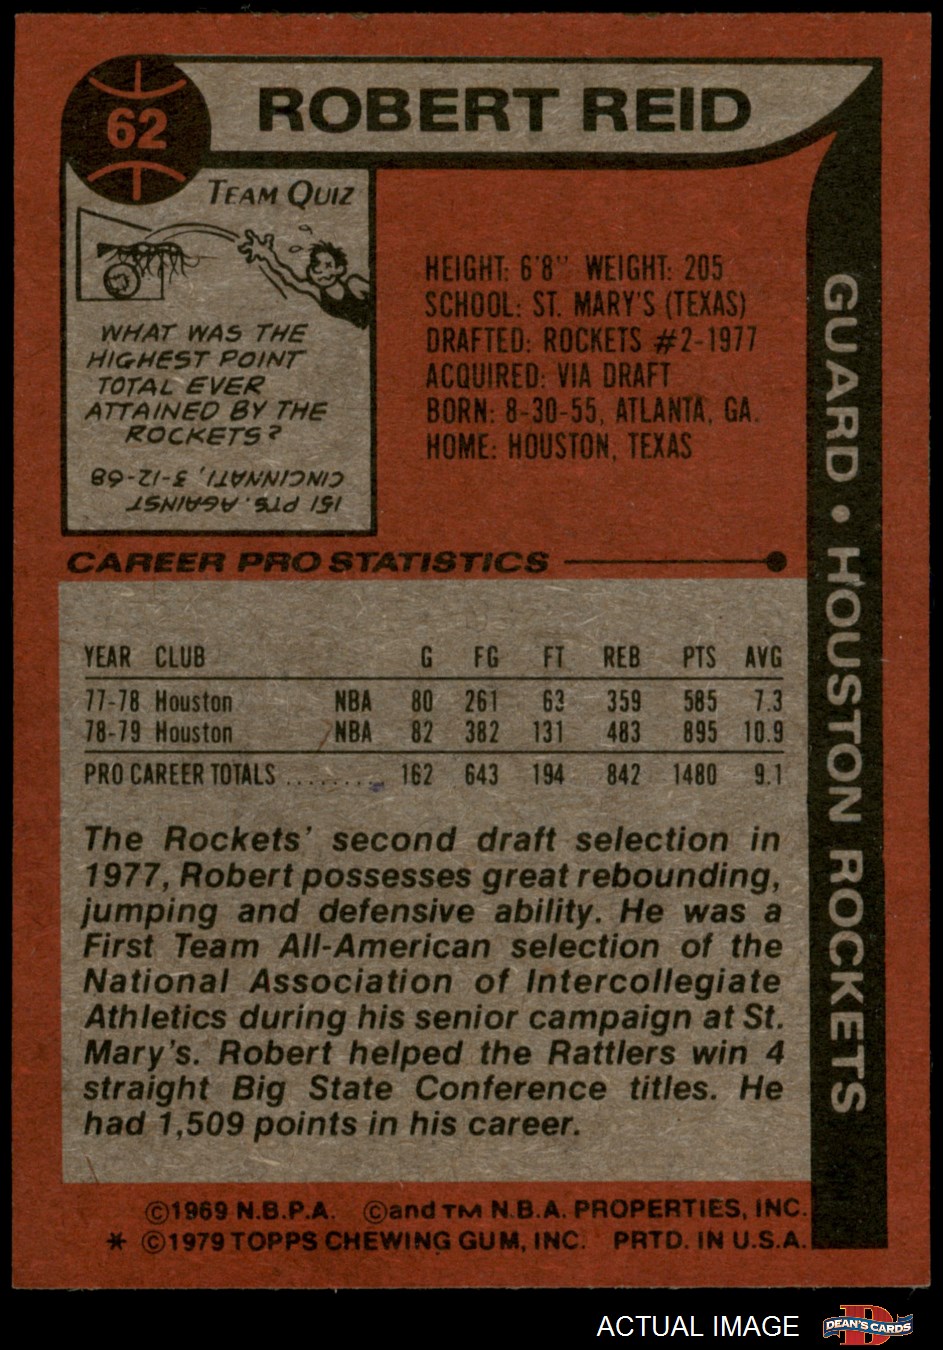 62
ROBERT REID
TEAM QUIZ
WHAT WAS THE
HIGHEST POINT
TOTAL EVER
ATTAINED BY THE
ROCKETS?
151 PTS. AGAINST
CINCINNATI, 3-12-68
HEIGHT: 6'8" WEIGHT: 205
SCHOOL: ST. MARY'S (TEXAS)
DRAFTED: ROCKETS #2-1977
ACQUIRED: VIA DRAFT
BORN: 8-30-55, ATLANTA, GA.
HOME: HOUSTON, TEXAS
GUARD • HOUSTON ROCKETS
CAREER PRO STATISTICS
YEAR CLUB G FG FT REB PTS AVG
77-78 Houston NBA 80 261 63 359 585 7.3
78-79 Houston NBA 82 382 131 483 895 10.9
PRO CAREER TOTALS ......... 162 643 194 842 1480 9.1
The Rockets' second draft selection in
1977, Robert possesses great rebounding,
jumping and defensive ability. He was a
First Team All-American selection of the
National Association of Intercollegiate
Athletics during his senior campaign at St.
Mary's. Robert helped the Rattlers win 4
straight Big State Conference titles. He
had 1,509 points in his career.
©1969 N.B.P.A. ©and TM N.B.A. PROPERTIES, INC.
* ©1979 TOPPS CHEWING GUM, INC. PRTD. IN U.S.A.
ACTUAL IMAGE
D
DEAN'S CARDS